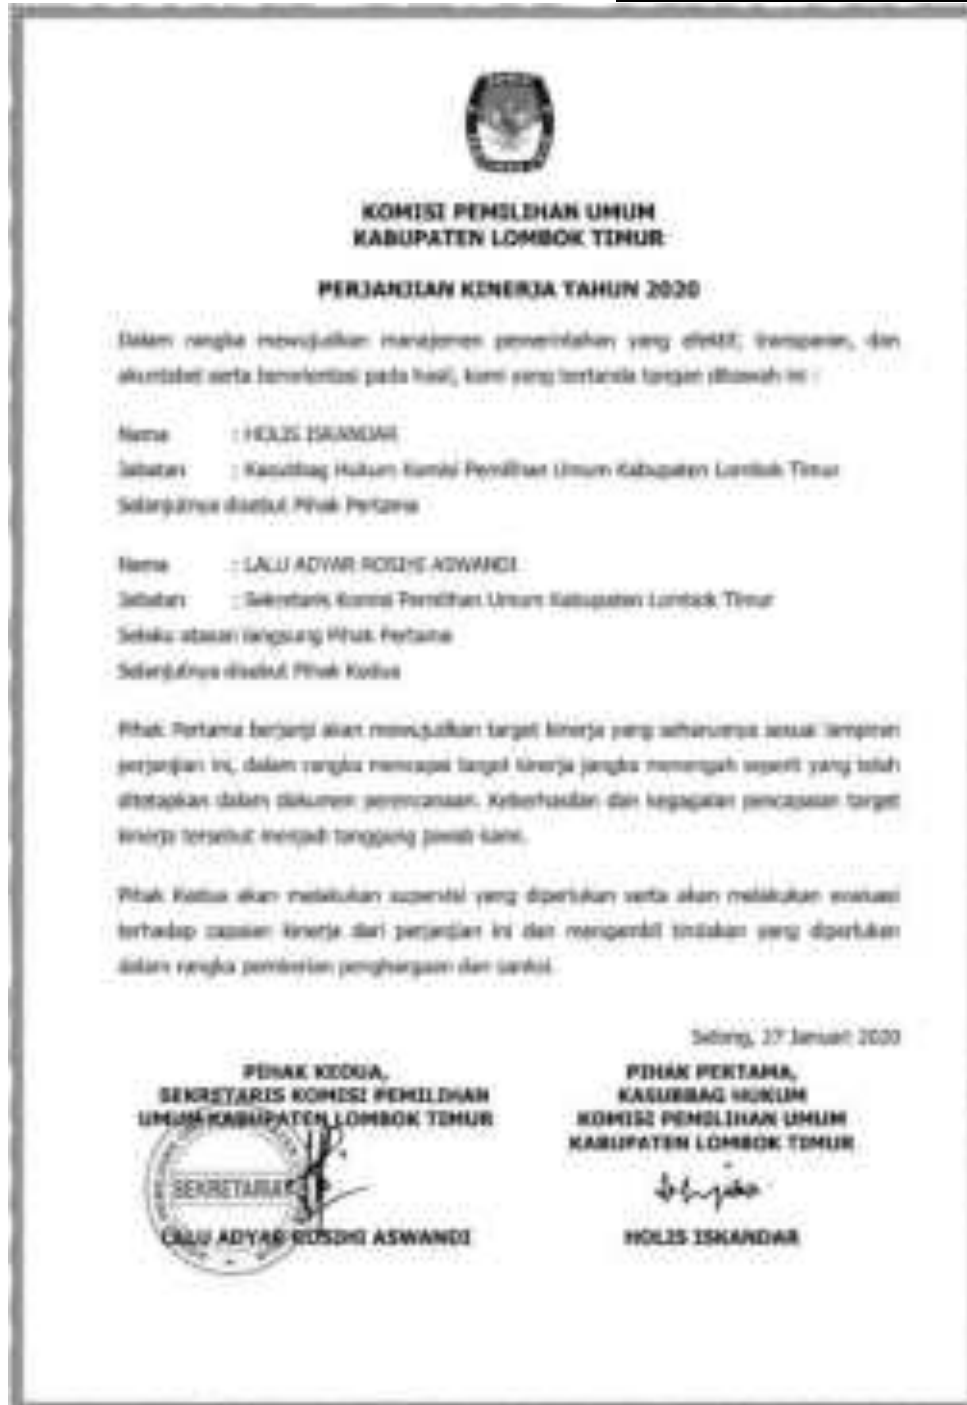 KOMISI PEMILIHAN UMUM
KABUPATEN LOMBOK TIMUR
PERJANJIAN KINERJA TAHUN 2020
Dalam rangka mewujudkan manajemen pemerintahan yang efektif, transparan, dan
akuntabel serta berorientasi pada hasil, kami yang bertanda tangan dibawah ini :
Nama : HOLIS ISKANDAR
Jabatan : Kasubbag Hukum Komisi Pemilihan Umum Kabupaten Lombok Timur
Selanjutnya disebut Pihak Pertama
Nama : LALU ADYAR ROSIHI ASWANDI
Jabatan : Sekretaris Komisi Pemilihan Umum Kabupaten Lombok Timur
Selaku atasan langsung Pihak Pertama
Selanjutnya disebut Pihak Kedua
Pihak Pertama berjanji akan mewujudkan target kinerja yang seharusnya sesuai lampiran
perjanjian ini, dalam rangka mencapai target kinerja jangka menengah seperti yang telah
ditetapkan dalam dokumen perencanaan. Keberhasilan dan kegagalan pencapaian target
kinerja tersebut menjadi tanggung jawab kami.
Pihak Kedua akan melakukan supervisi yang diperlukan serta akan melakukan evaluasi
terhadap capaian kinerja dari perjanjian ini dan mengambil tindakan yang diperlukan
dalam rangka pemberian penghargaan dan sanksi.
Selong, 27 Januari 2020
PIHAK KEDUA,
SEKRETARIS KOMISI PEMILIHAN
UMUM KABUPATEN LOMBOK TIMUR
SEKRETARIAT
LALU ADYAR ROSIHI ASWANDI
PIHAK PERTAMA,
KASUBBAG HUKUM
KOMISI PEMILIHAN UMUM
KABUPATEN LOMBOK TIMUR
HOLIS ISKANDAR